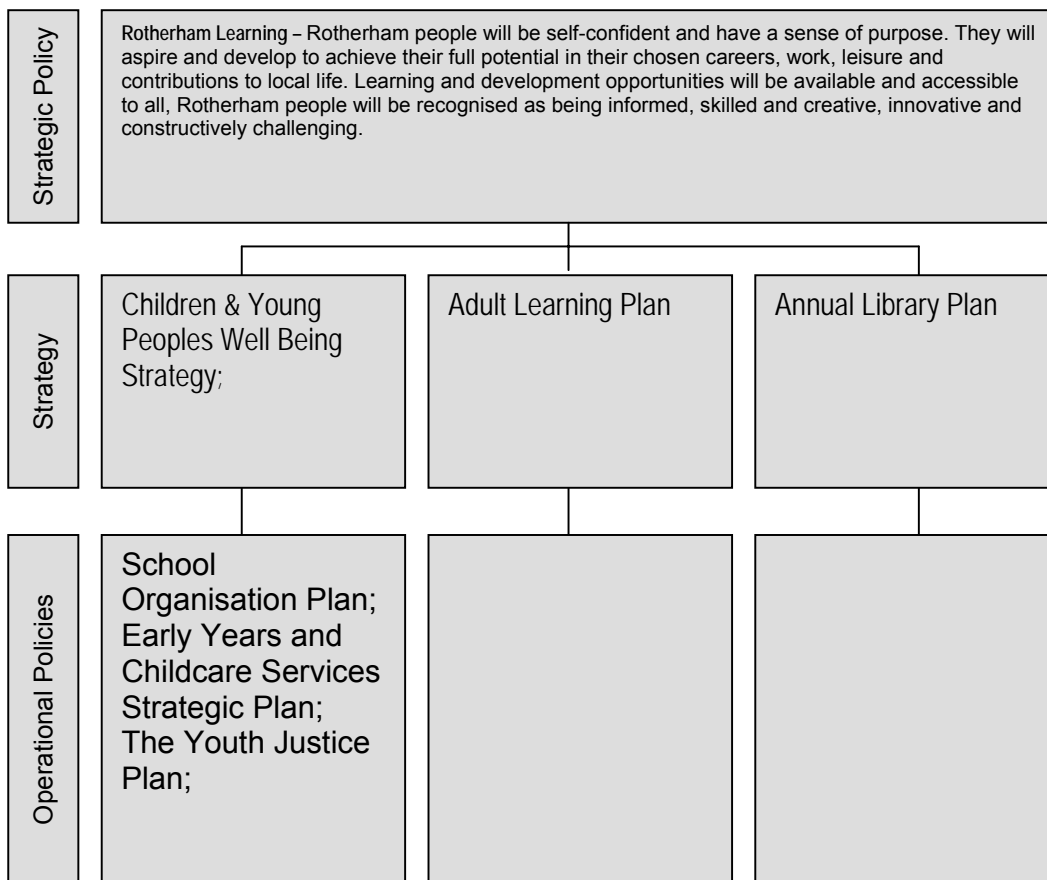 Strategic Policy
Rotherham Learning – Rotherham people will be self-confident and have a sense of purpose. They will
aspire and develop to achieve their full potential in their chosen careers, work, leisure and
contributions to local life. Learning and development opportunities will be available and accessible
to all, Rotherham people will be recognised as being informed, skilled and creative, innovative and
constructively challenging.
Strategy
Children & Young
Peoples Well Being
Strategy;
Adult Learning Plan
Annual Library Plan
Operational Policies
School
Organisation Plan;
Early Years and
Childcare Services
Strategic Plan;
The Youth Justice
Plan;